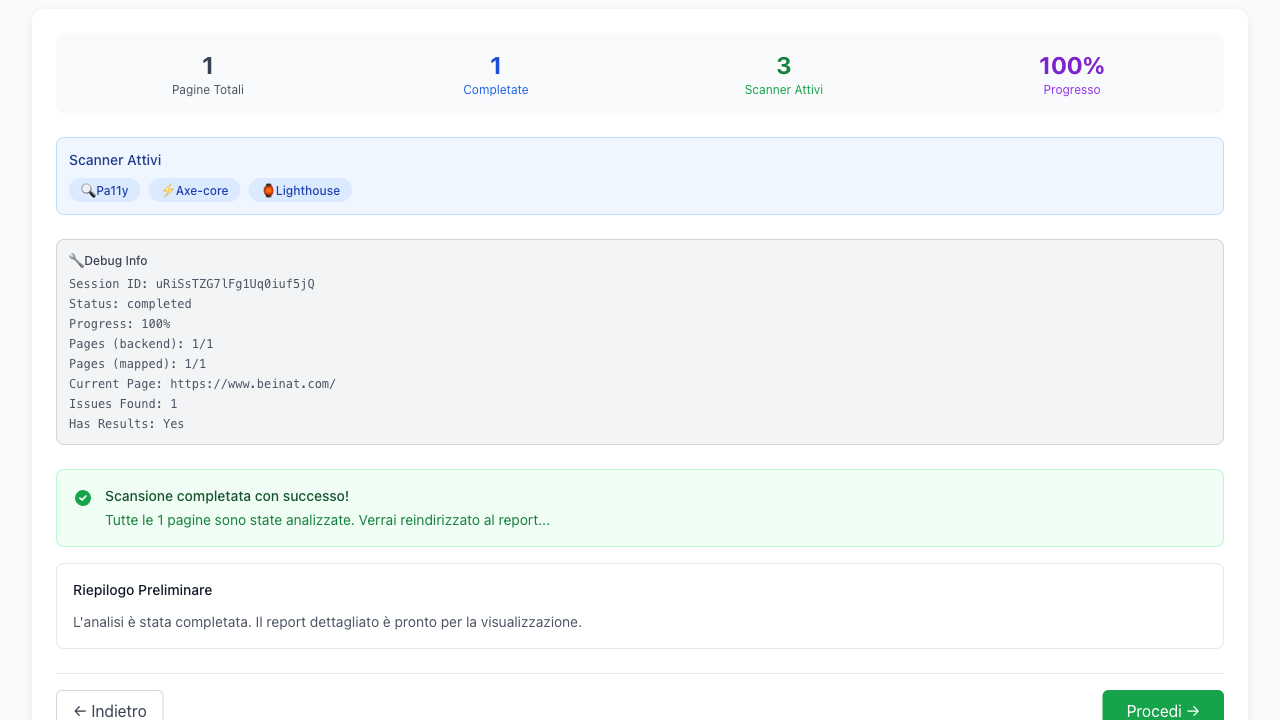 1
Pagine Totali
1
Completate
3
Scanner Attivi
100%
Progresso
Scanner Attivi
🔍Pa11y ⚡Axe-core 🏮Lighthouse
🔧Debug Info
Session ID: uRiSsTZG7lFg1Uq0iuf5jQ
Status: completed
Progress: 100%
Pages (backend): 1/1
Pages (mapped): 1/1
Current Page: https://www.beinat.com/
Issues Found: 1
Has Results: Yes
Scansione completata con successo!
Tutte le 1 pagine sono state analizzate. Verrai reindirizzato al report...
Riepilogo Preliminare
L'analisi è stata completata. Il report dettagliato è pronto per la visualizzazione.
← Indietro
Procedi →